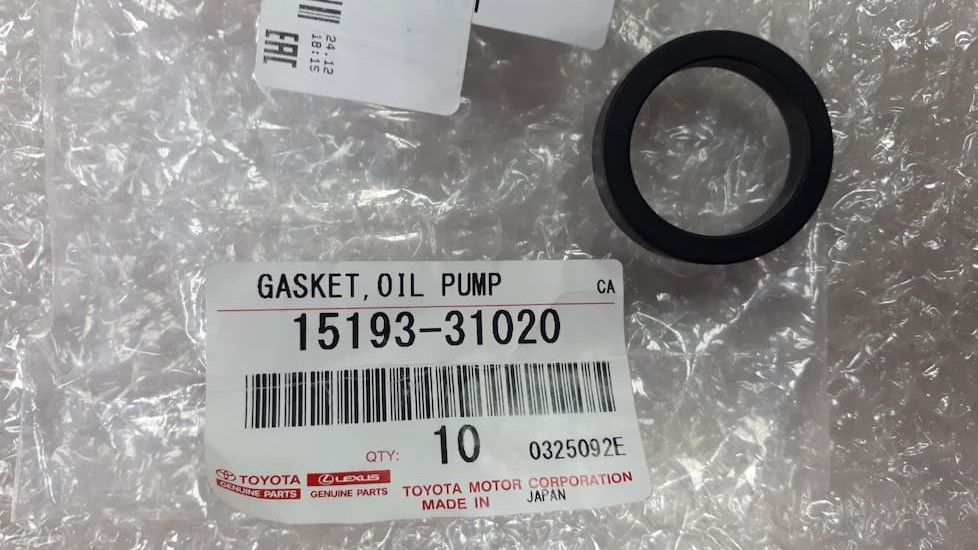 24.12
18:15
EAC
GASKET,OIL PUMP CA
15193-31020
QTY: 10 0325092E
TOYOTA LEXUS
GENUINE PARTS GENUINE PARTS
TOYOTA MOTOR CORPORATION
MADE IN JAPAN